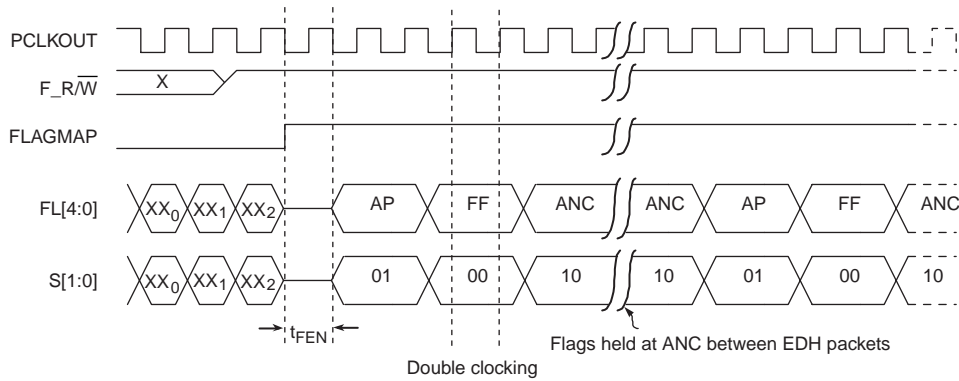 PCLKOUT
F_R/W̅
X
FLAGMAP
FL[4:0] XX₀ XX₁ XX₂ AP FF ANC ANC AP FF ANC
S[1:0] XX₀ XX₁ XX₂ 01 00 10 10 01 00 10
tFEN
Flags held at ANC between EDH packets
Double clocking